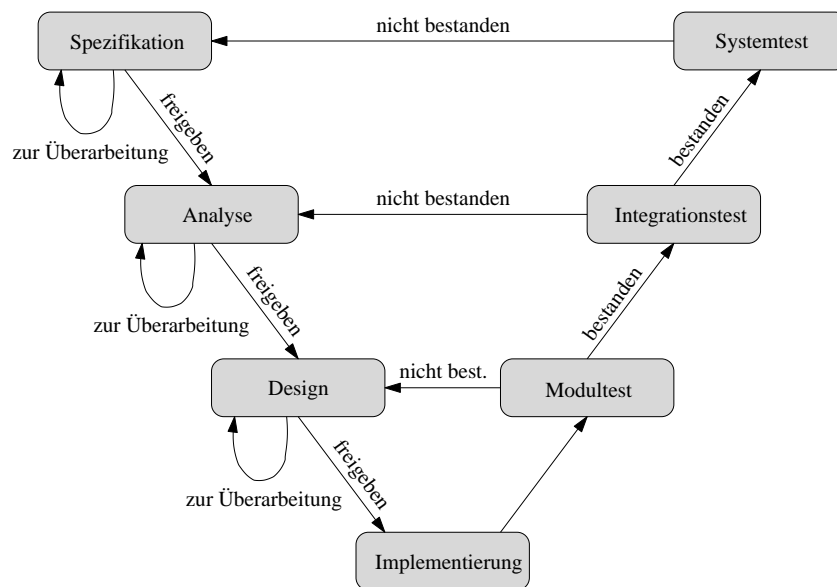 Spezifikation
nicht bestanden
Systemtest
freigeben
zur Überarbeitung
bestanden
Analyse
nicht bestanden
Integrationstest
freigeben
zur Überarbeitung
bestanden
Design
nicht best.
Modultest
freigeben
zur Überarbeitung
Implementierung